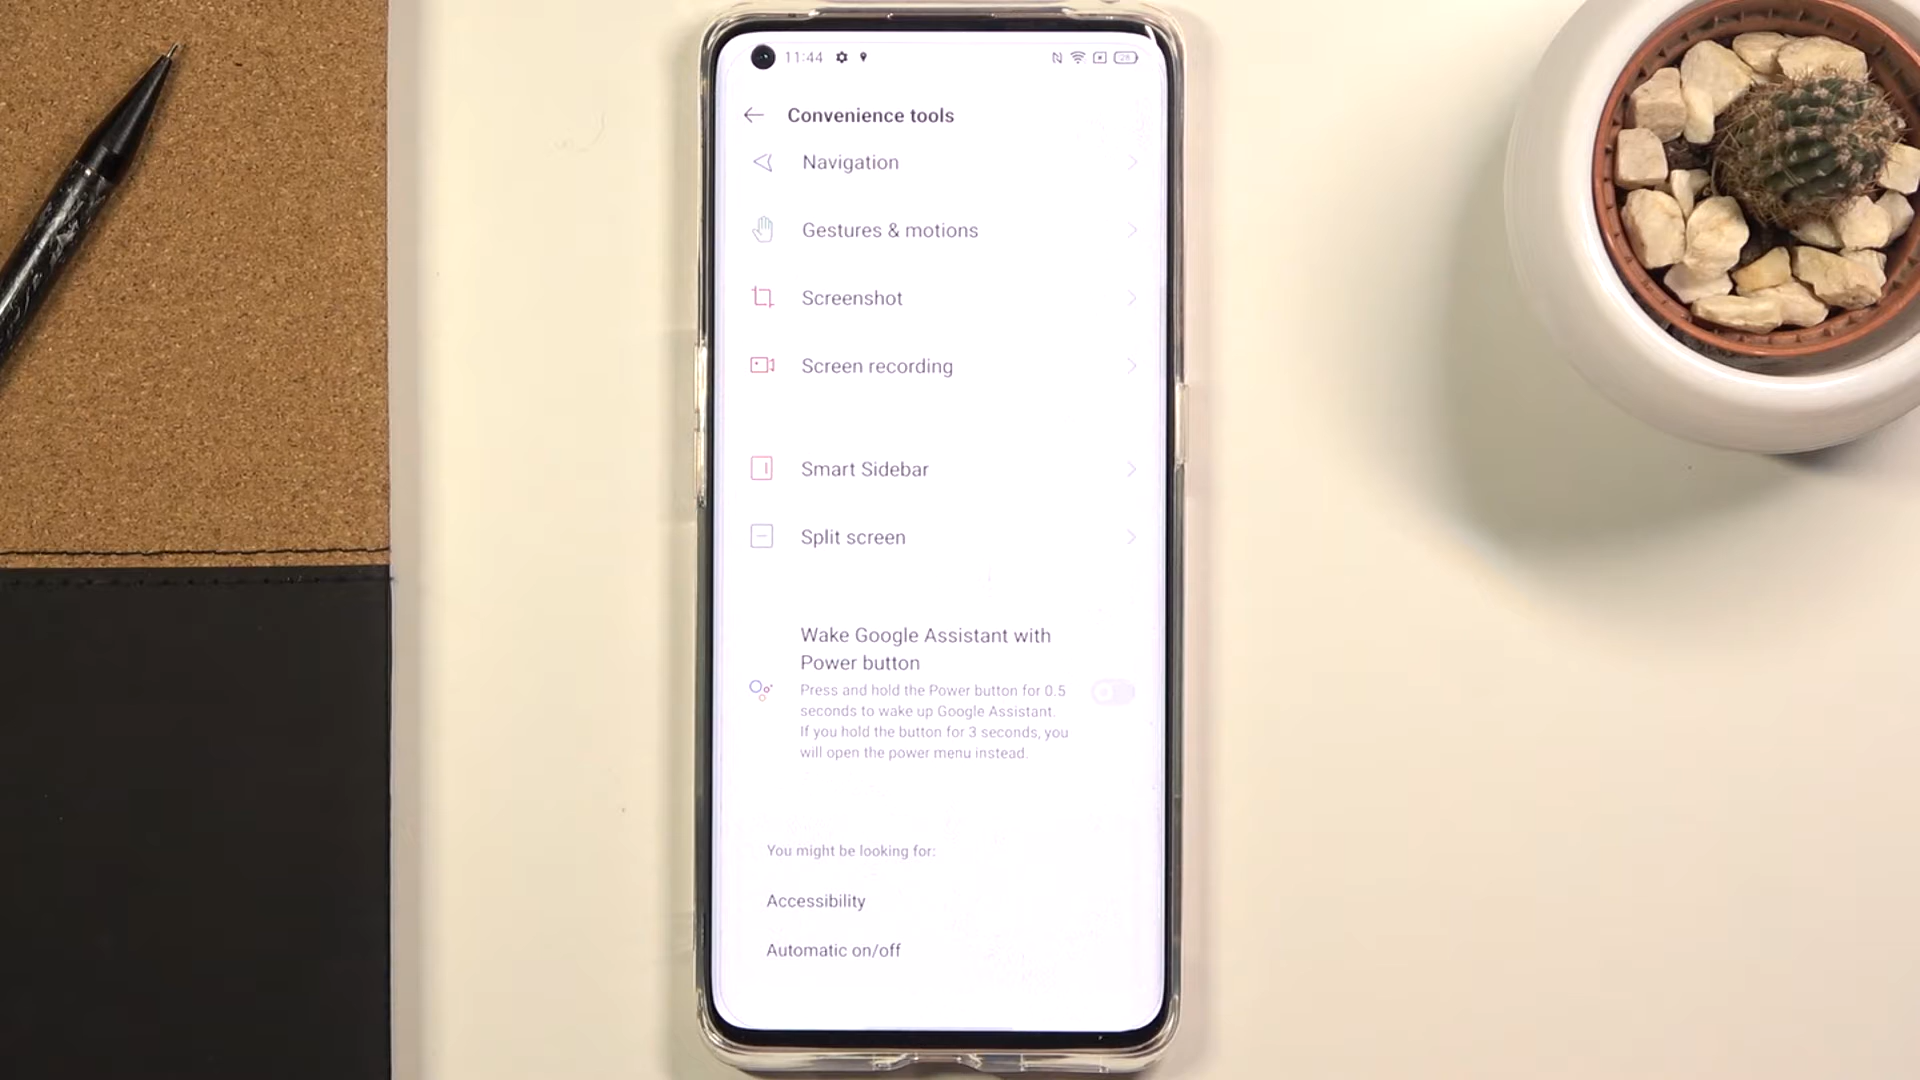 11:44
28
Convenience tools
Navigation
Gestures & motions
Screenshot
Screen recording
Smart Sidebar
Split screen
Wake Google Assistant with
Power button
Press and hold the Power button for 0.5
seconds to wake up Google Assistant.
If you hold the button for 3 seconds, you
will open the power menu instead.
You might be looking for:
Accessibility
Automatic on/off